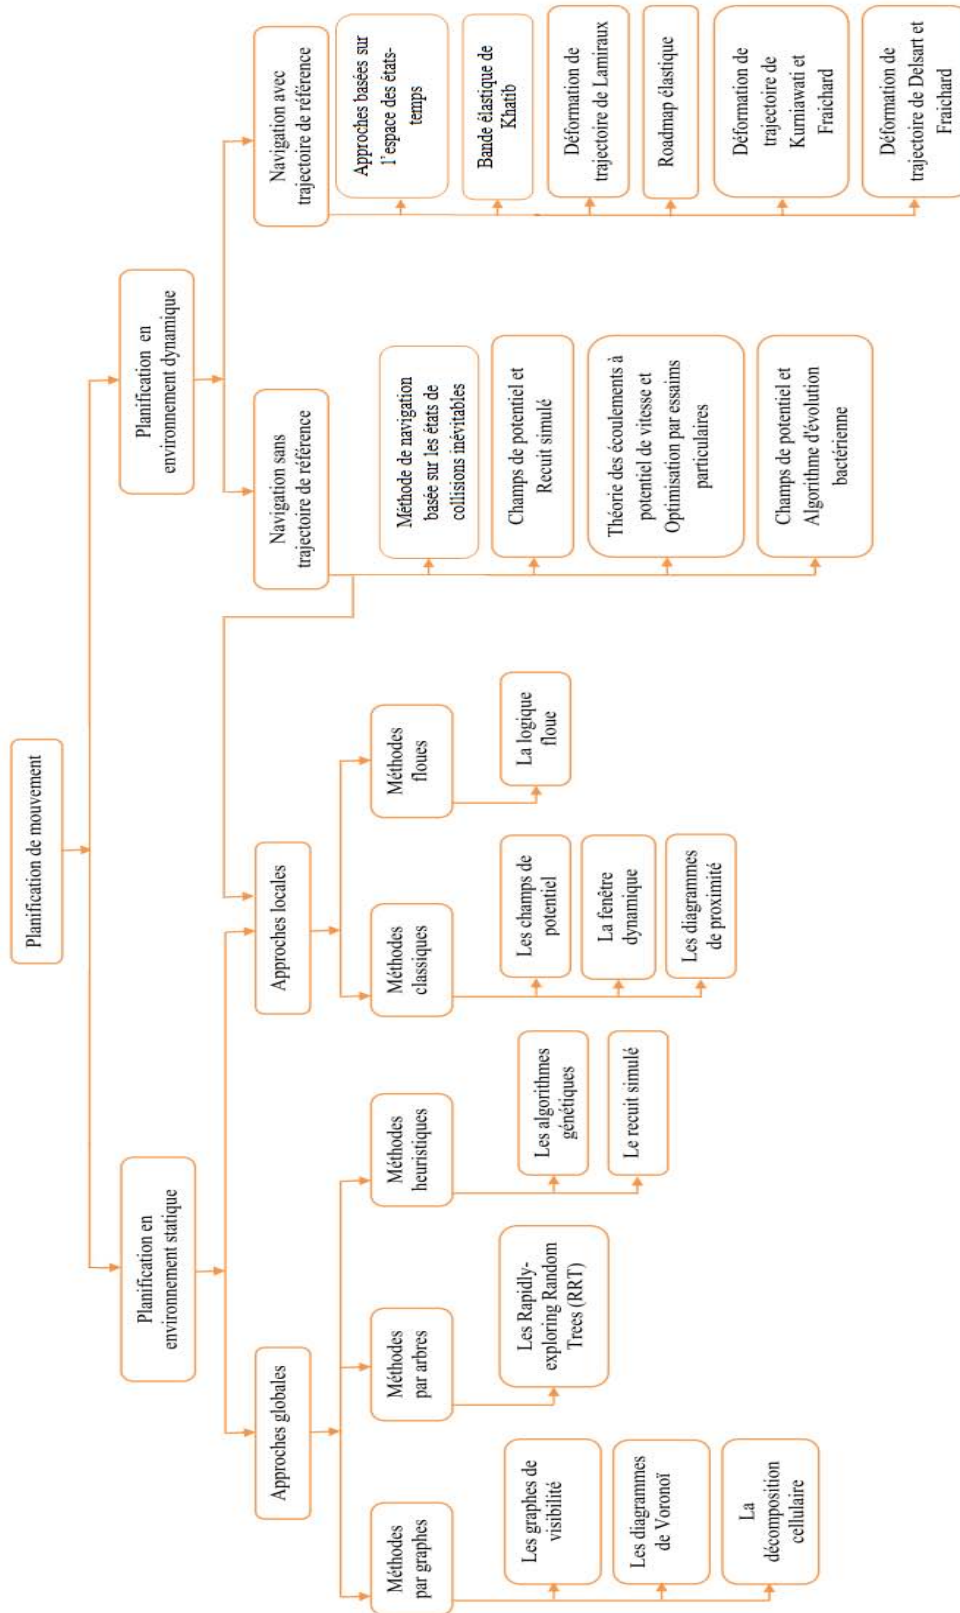 Planification de mouvement
Planification en
environnement statique
Planification en
environnement dynamique
Approches globales
Approches locales
Navigation sans
trajectoire de référence
Navigation avec
trajectoire de référence
Méthodes
par graphes
Méthodes
par arbres
Méthodes
heuristiques
Méthodes
classiques
Méthodes
floues
Les graphes de
visibilité
Les diagrammes
de Voronoï
La
décomposition
cellulaire
Les Rapidly-
exploring Random
Trees (RRT)
Les algorithmes
génétiques
Le recuit simulé
Les champs de
potentiel
La fenêtre
dynamique
Les diagrammes
de proximité
La logique
floue
Méthode de navigation
basée sur les états de
collisions inévitables
Champs de potentiel et
Recuit simulé
Théorie des écoulements à
potentiel de vitesse et
Optimisation par essaims
particulaires
Champs de potentiel et
Algorithme d'évolution
bactérienne
Approches basées sur
l'espace des états-
temps
Bande élastique de
Khatib
Déformation de
trajectoire de Lamiraux
Roadmap élastique
Déformation de
trajectoire de
Kurniawati et
Fraichard
Déformation de
trajectoire de Delsart et
Fraichard